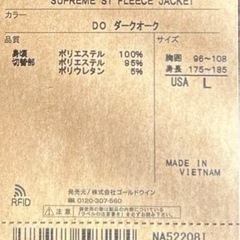 SUPREME ST FLEECE JACKET
カラー
DO ダークオーク
品質
サイズ
身頃 ポリエステル 100%
切替部 ポリエステル 95%
ポリウレタン 5%
胸囲 96〜108
身長 175〜185
USA L
MADE IN
VIETNAM
RFID
発売元/株式会社ゴールドウイン
0120-307-560
NA52208I